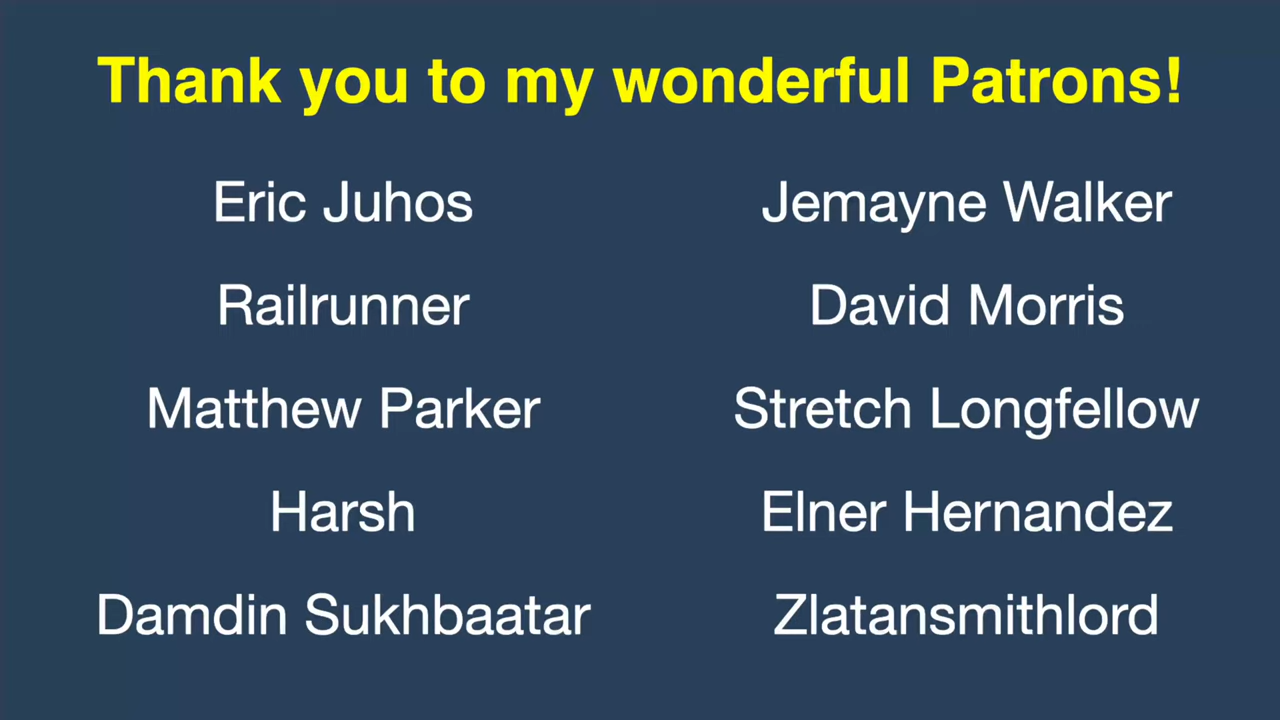 Thank you to my wonderful Patrons!
Eric Juhos
Jemayne Walker
Railrunner
David Morris
Matthew Parker
Stretch Longfellow
Harsh
Elner Hernandez
Damdin Sukhbaatar
Zlatansmithlord